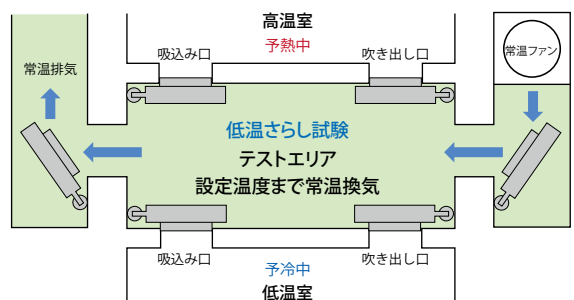 高温室
予熱中
吸込み口
吹き出し口
常温ファン
常温排気
低温さらし試験
テストエリア
設定温度まで常温換気
吸込み口
吹き出し口
予冷中
低温室